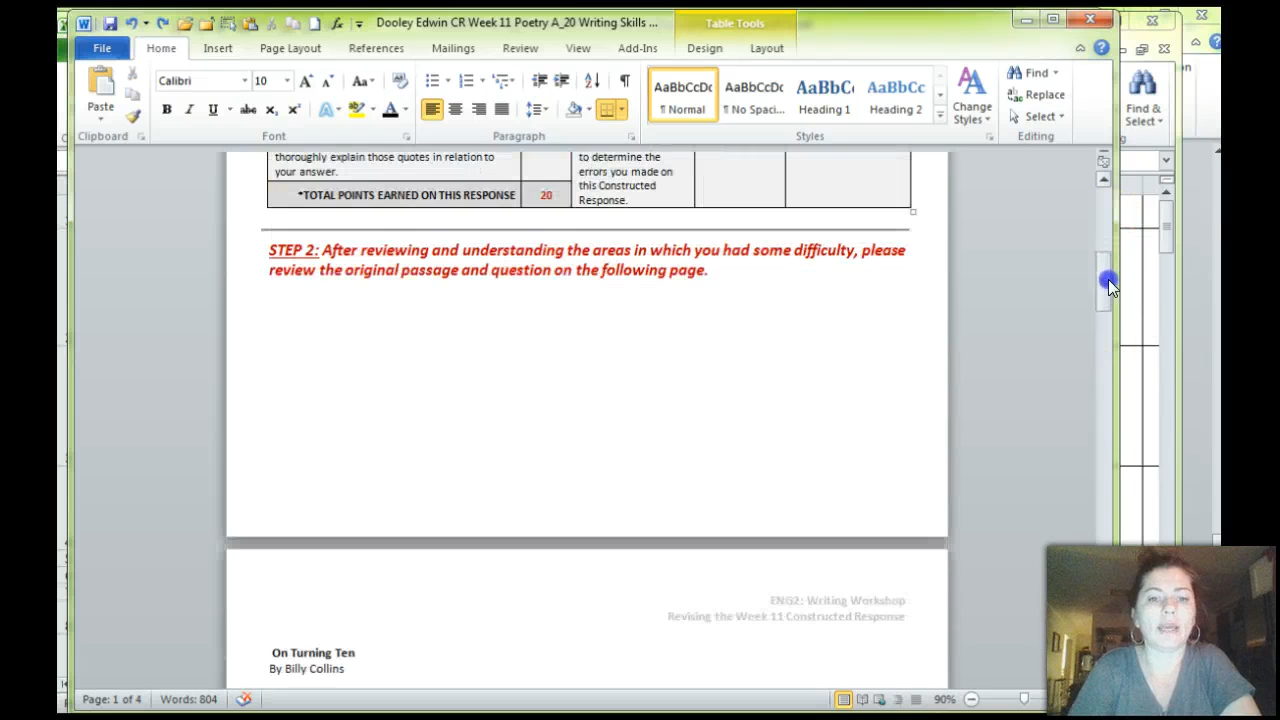 Dooley Edwin CR Week 11 Poetry A_20 Writing Skills ...
Table Tools
File Home Insert Page Layout References Mailings Review View Add-Ins Design Layout
Calibri 10 Aa
Find
Paste
AaBbCcDc AaBbCcDc AaBbC AaBbCc
Replace
Change Styles
Find & Select
B I U abc x₂ x² A A
¶ Normal ¶ No Spaci... Heading 1 Heading 2
Select
Clipboard Font Paragraph Styles Editing
thoroughly explain those quotes in relation to
your answer.
*TOTAL POINTS EARNED ON THIS RESPONSE 20
to determine the
errors you made on
this Constructed
Response.
STEP 2: After reviewing and understanding the areas in which you had some difficulty, please
review the original passage and question on the following page.
ENG2: Writing Workshop
Revising the Week 11 Constructed Response
On Turning Ten
By Billy Collins
Page: 1 of 4 Words: 804 90%